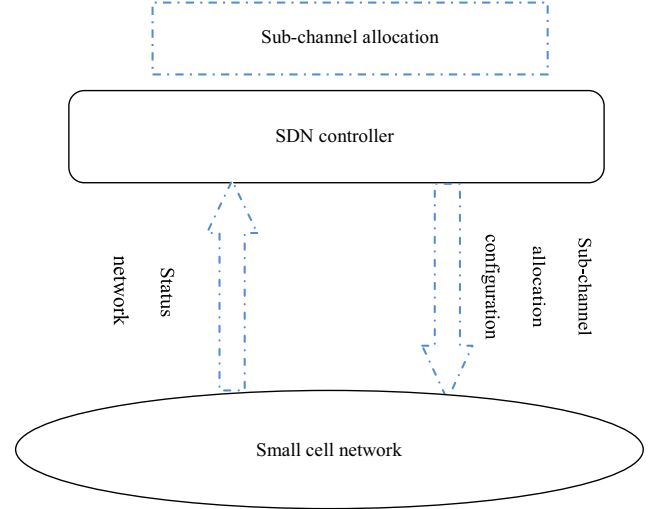 Sub-channel allocation
SDN controller
Status
network
Sub-channel
allocation
configuration
Small cell network